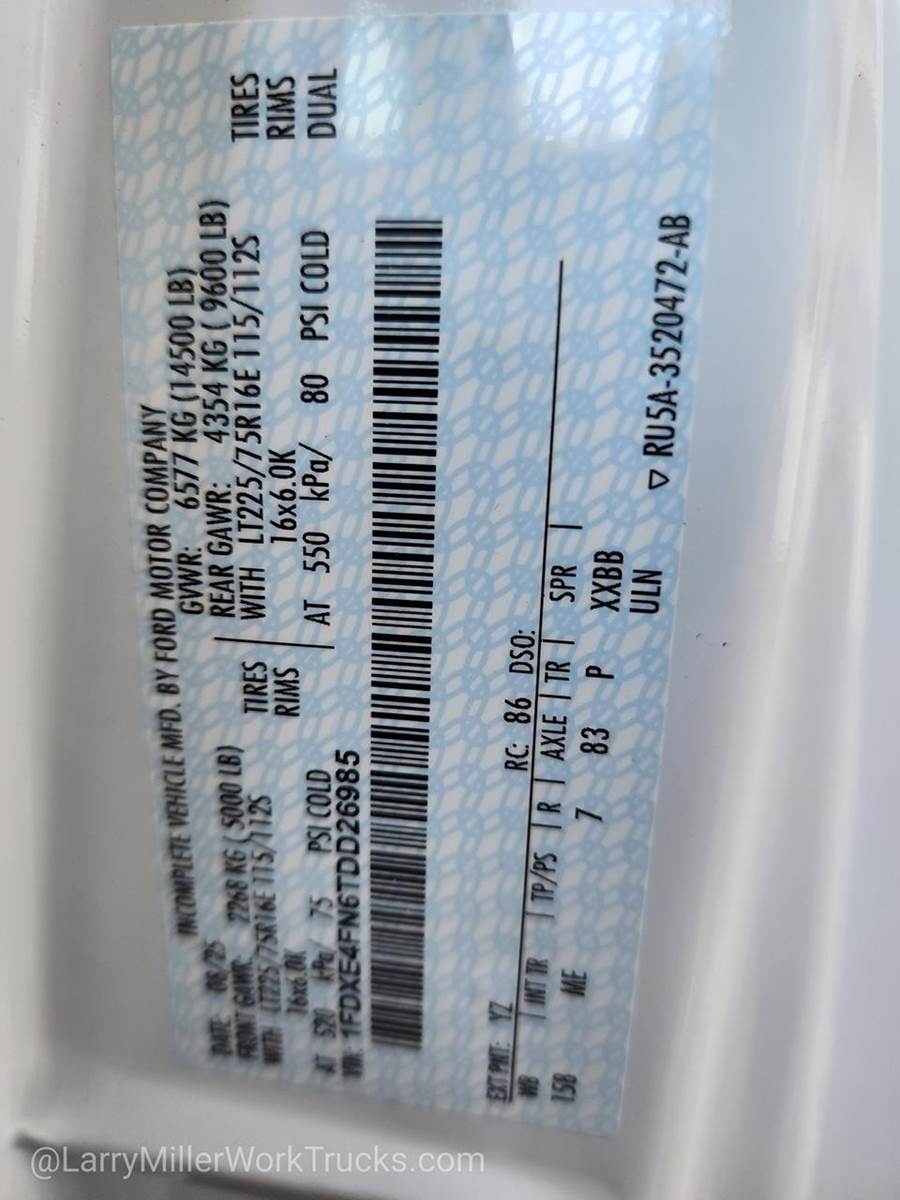 INCOMPLETE VEHICLE MFD. BY FORD MOTOR COMPANY
DATE: 08/25 GVWR: 6577 KG (14500 LB)
FRONT GAWR: 2268 KG ( 5000 LB) REAR GAWR: 4354 KG ( 9600 LB)
WITH LT225/75R16E 115/112S TIRES WITH LT225/75R16E 115/112S TIRES
16x6.0K RIMS 16x6.0K RIMS
AT 520 kPa/ 75 PSI COLD AT 550 kPa/ 80 PSI COLD DUAL
VIN: 1FDXE4FN6TDD26985
EXT PNT: YZ RC: 86 DSO:
WB | INT TR | TP/PS | R | AXLE | TR | SPR |
158 ME 7 83 P XXBB
ULN
▽ RU5A-3520472-AB
@LarryMillerWorkTrucks.com